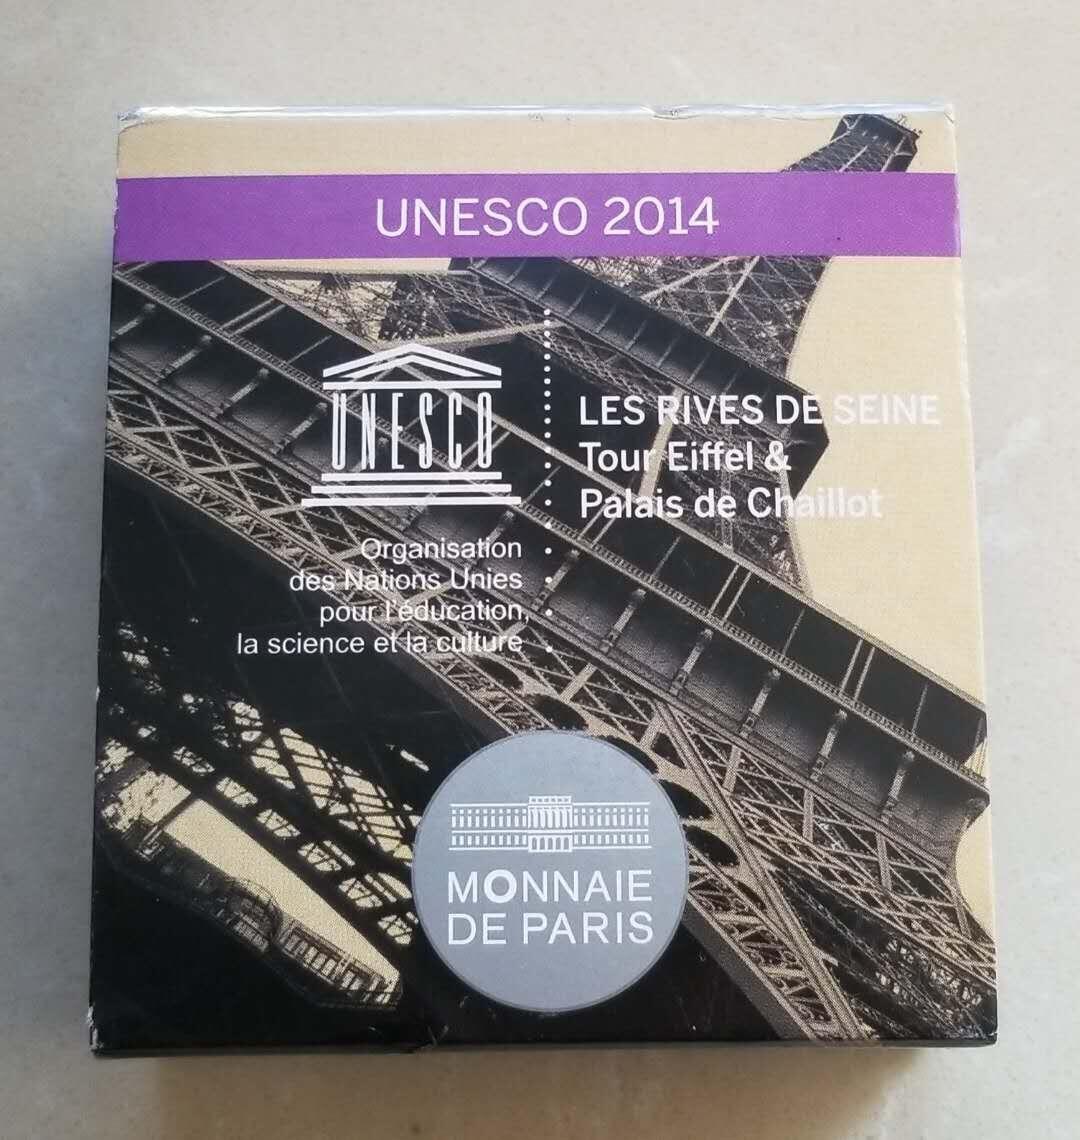 UNESCO 2014
UNESCO
Organisation
des Nations Unies
pour l'éducation,
la science et la culture
LES RIVES DE SEINE
Tour Eiffel &
Palais de Chaillot
MONNAIE
DE PARIS